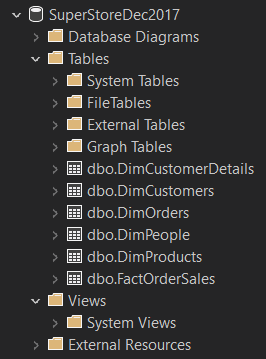 SuperStoreDec2017
Database Diagrams
Tables
System Tables
FileTables
External Tables
Graph Tables
dbo.DimCustomerDetails
dbo.DimCustomers
dbo.DimOrders
dbo.DimPeople
dbo.DimProducts
dbo.FactOrderSales
Views
System Views
External Resources